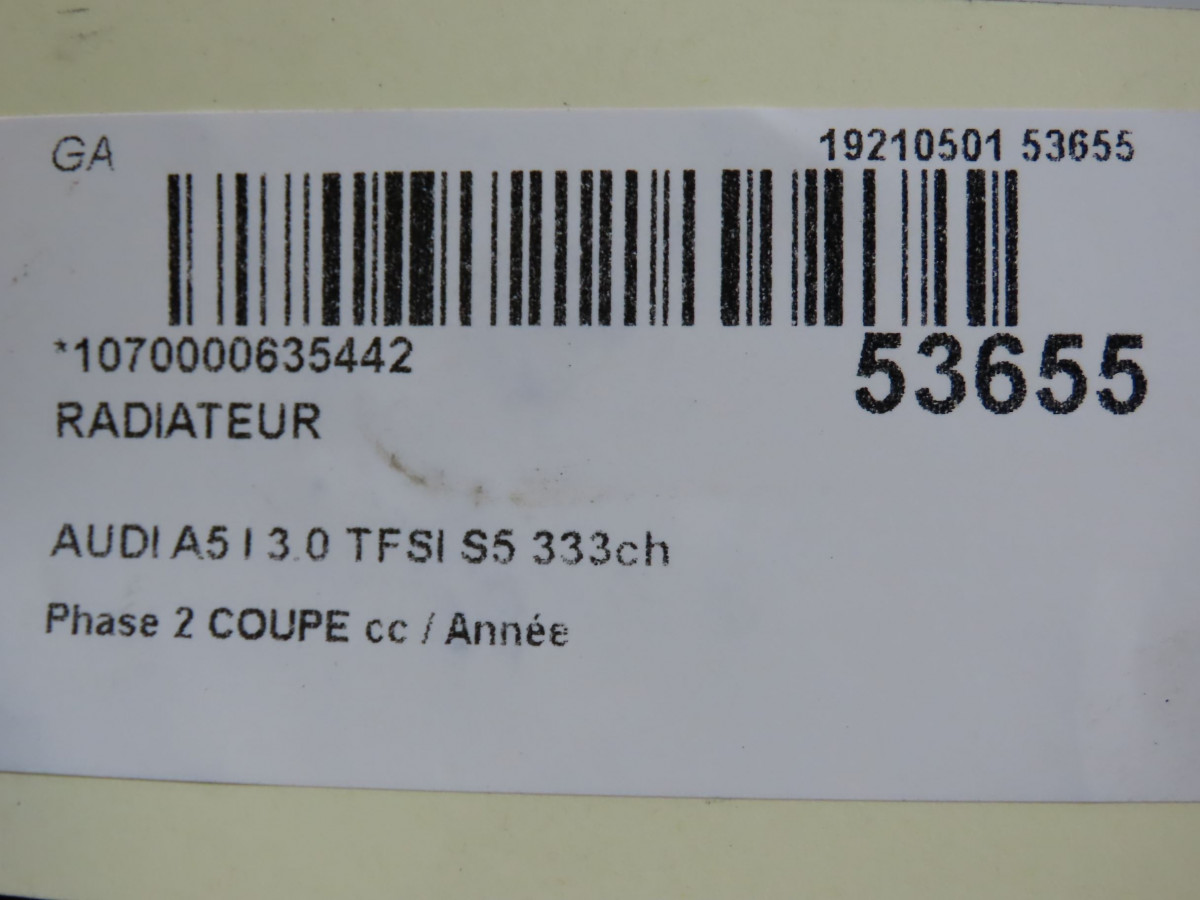 GA
19210501 53655
*1070000635442
53655
RADIATEUR
AUDI A5 I 3.0 TFSI S5 333ch
Phase 2 COUPE cc / Année